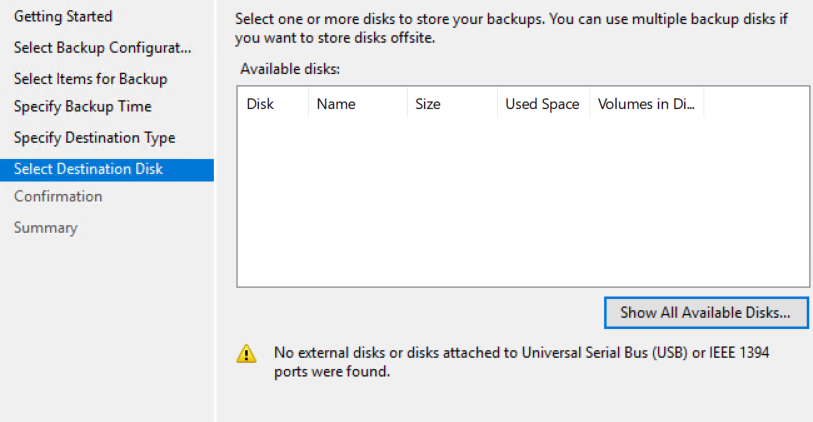 Getting Started
Select Backup Configurat...
Select Items for Backup
Specify Backup Time
Specify Destination Type
Select Destination Disk
Confirmation
Summary
Select one or more disks to store your backups. You can use multiple backup disks if
you want to store disks offsite.
Available disks:
Disk Name Size Used Space Volumes in Di...
Show All Available Disks...
No external disks or disks attached to Universal Serial Bus (USB) or IEEE 1394
ports were found.